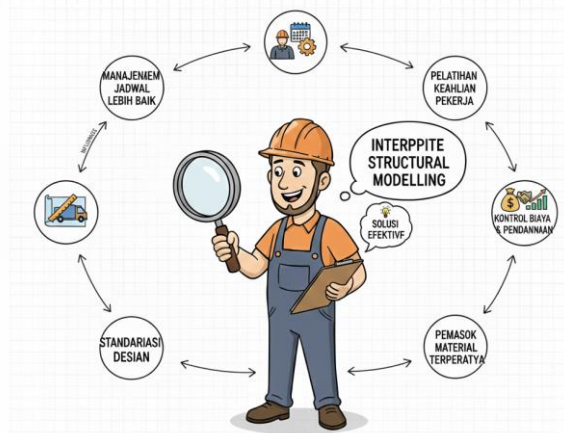 MANAJENEM
JADWAL
LEBIH BAIK
PELATIHAN
KEAHLIAN
PEKERJA
INTERPPITE
STRUCTURAL
MODELLING
SOLUSI
EFEKTIVF
KONTROL BIAYA
& PENDANNAAN
STANDARIASI
DESIAN
PEMASOK
MATERIAL
TERPERATYA